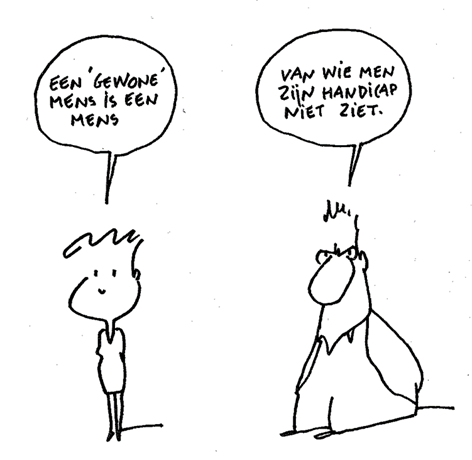 EEN 'GEWONE'
MENS IS EEN
MENS
VAN WIE MEN
ZIJN HANDICAP
NIET ZIET.